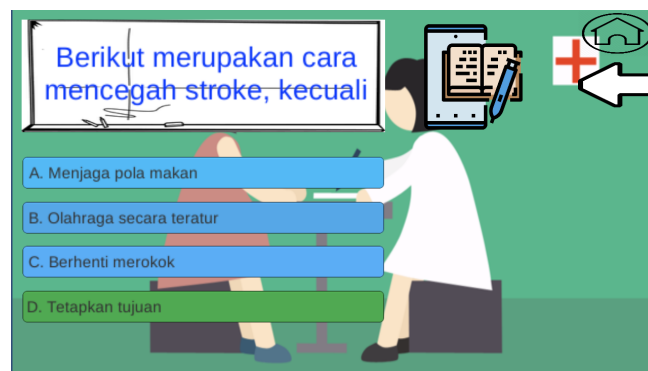 Berikut merupakan cara
mencegah stroke, kecuali
A. Menjaga pola makan
B. Olahraga secara teratur
C. Berhenti merokok
D. Tetapkan tujuan